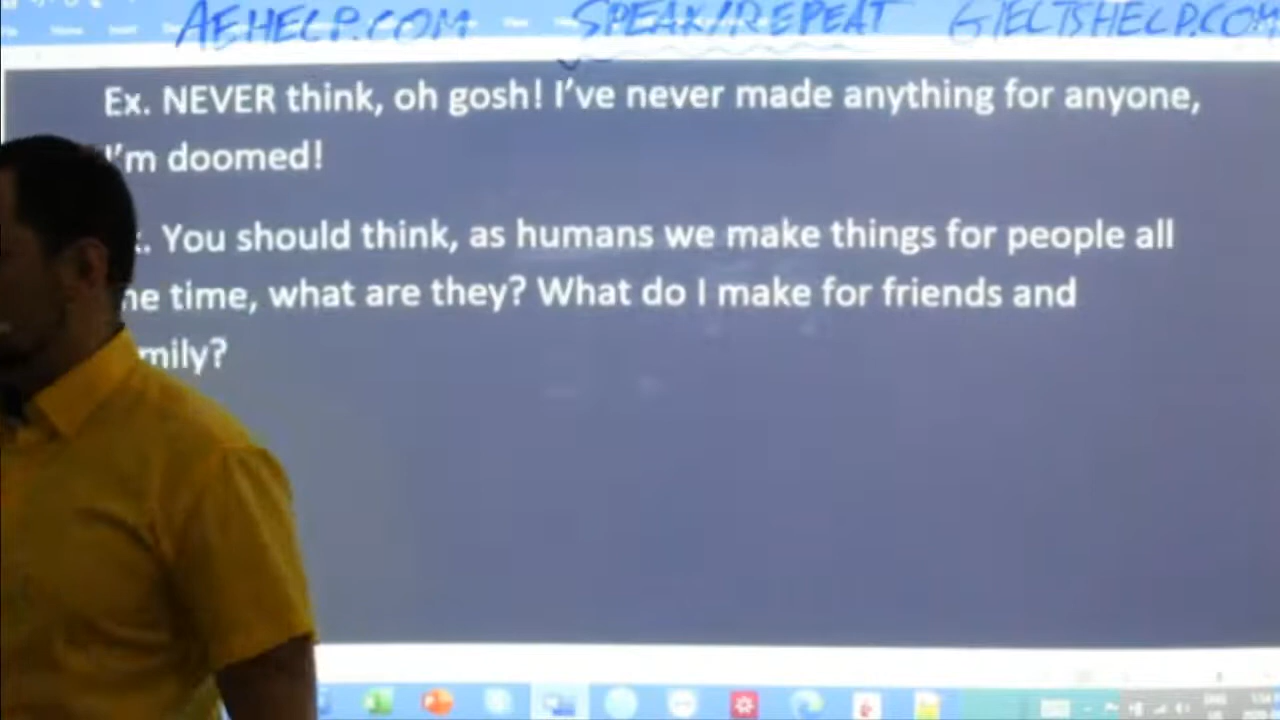 AEHELP.COM SPEAK/REPEAT GIELTSHELP.COM
Ex. NEVER think, oh gosh! I've never made anything for anyone,
I'm doomed!
. You should think, as humans we make things for people all
he time, what are they? What do I make for friends and
mily?